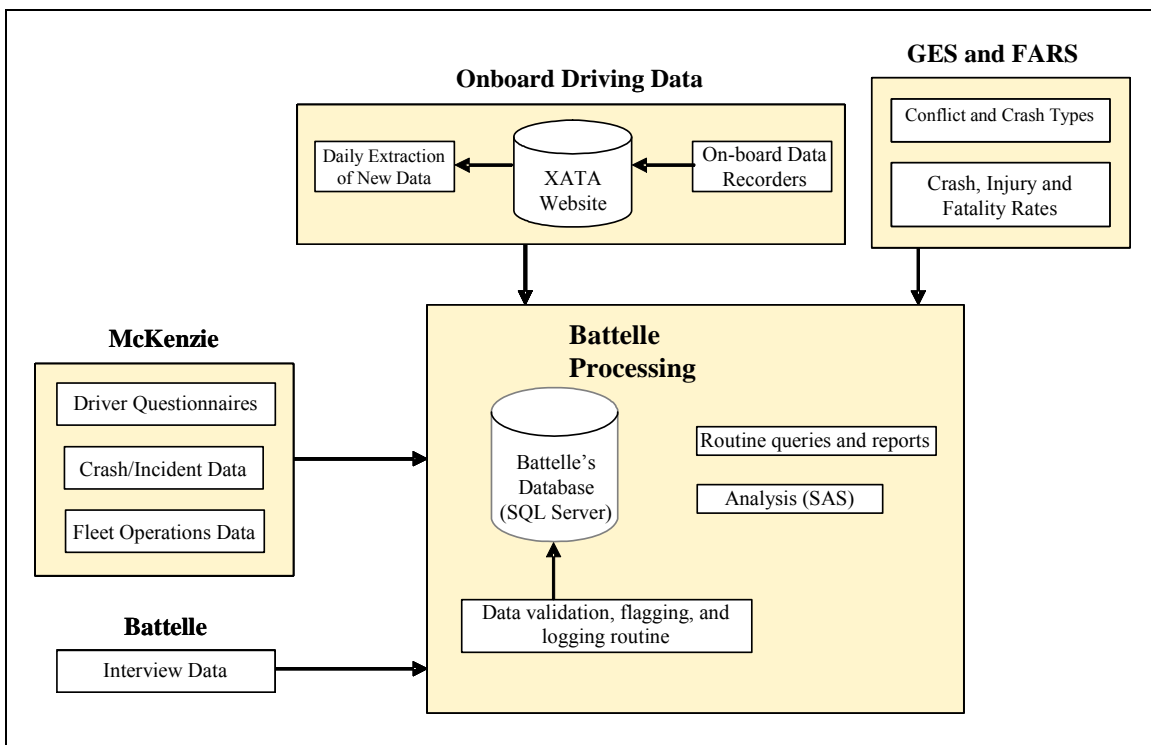 GES and FARS
Conflict and Crash Types
Crash, Injury and
Fatality Rates
Onboard Driving Data
Daily Extraction
of New Data
XATA
Website
On-board Data
Recorders
McKenzie
Driver Questionnaires
Crash/Incident Data
Fleet Operations Data
Battelle
Interview Data
Battelle
Processing
Battelle’s
Database
(SQL Server)
Routine queries and reports
Analysis (SAS)
Data validation, flagging, and
logging routine